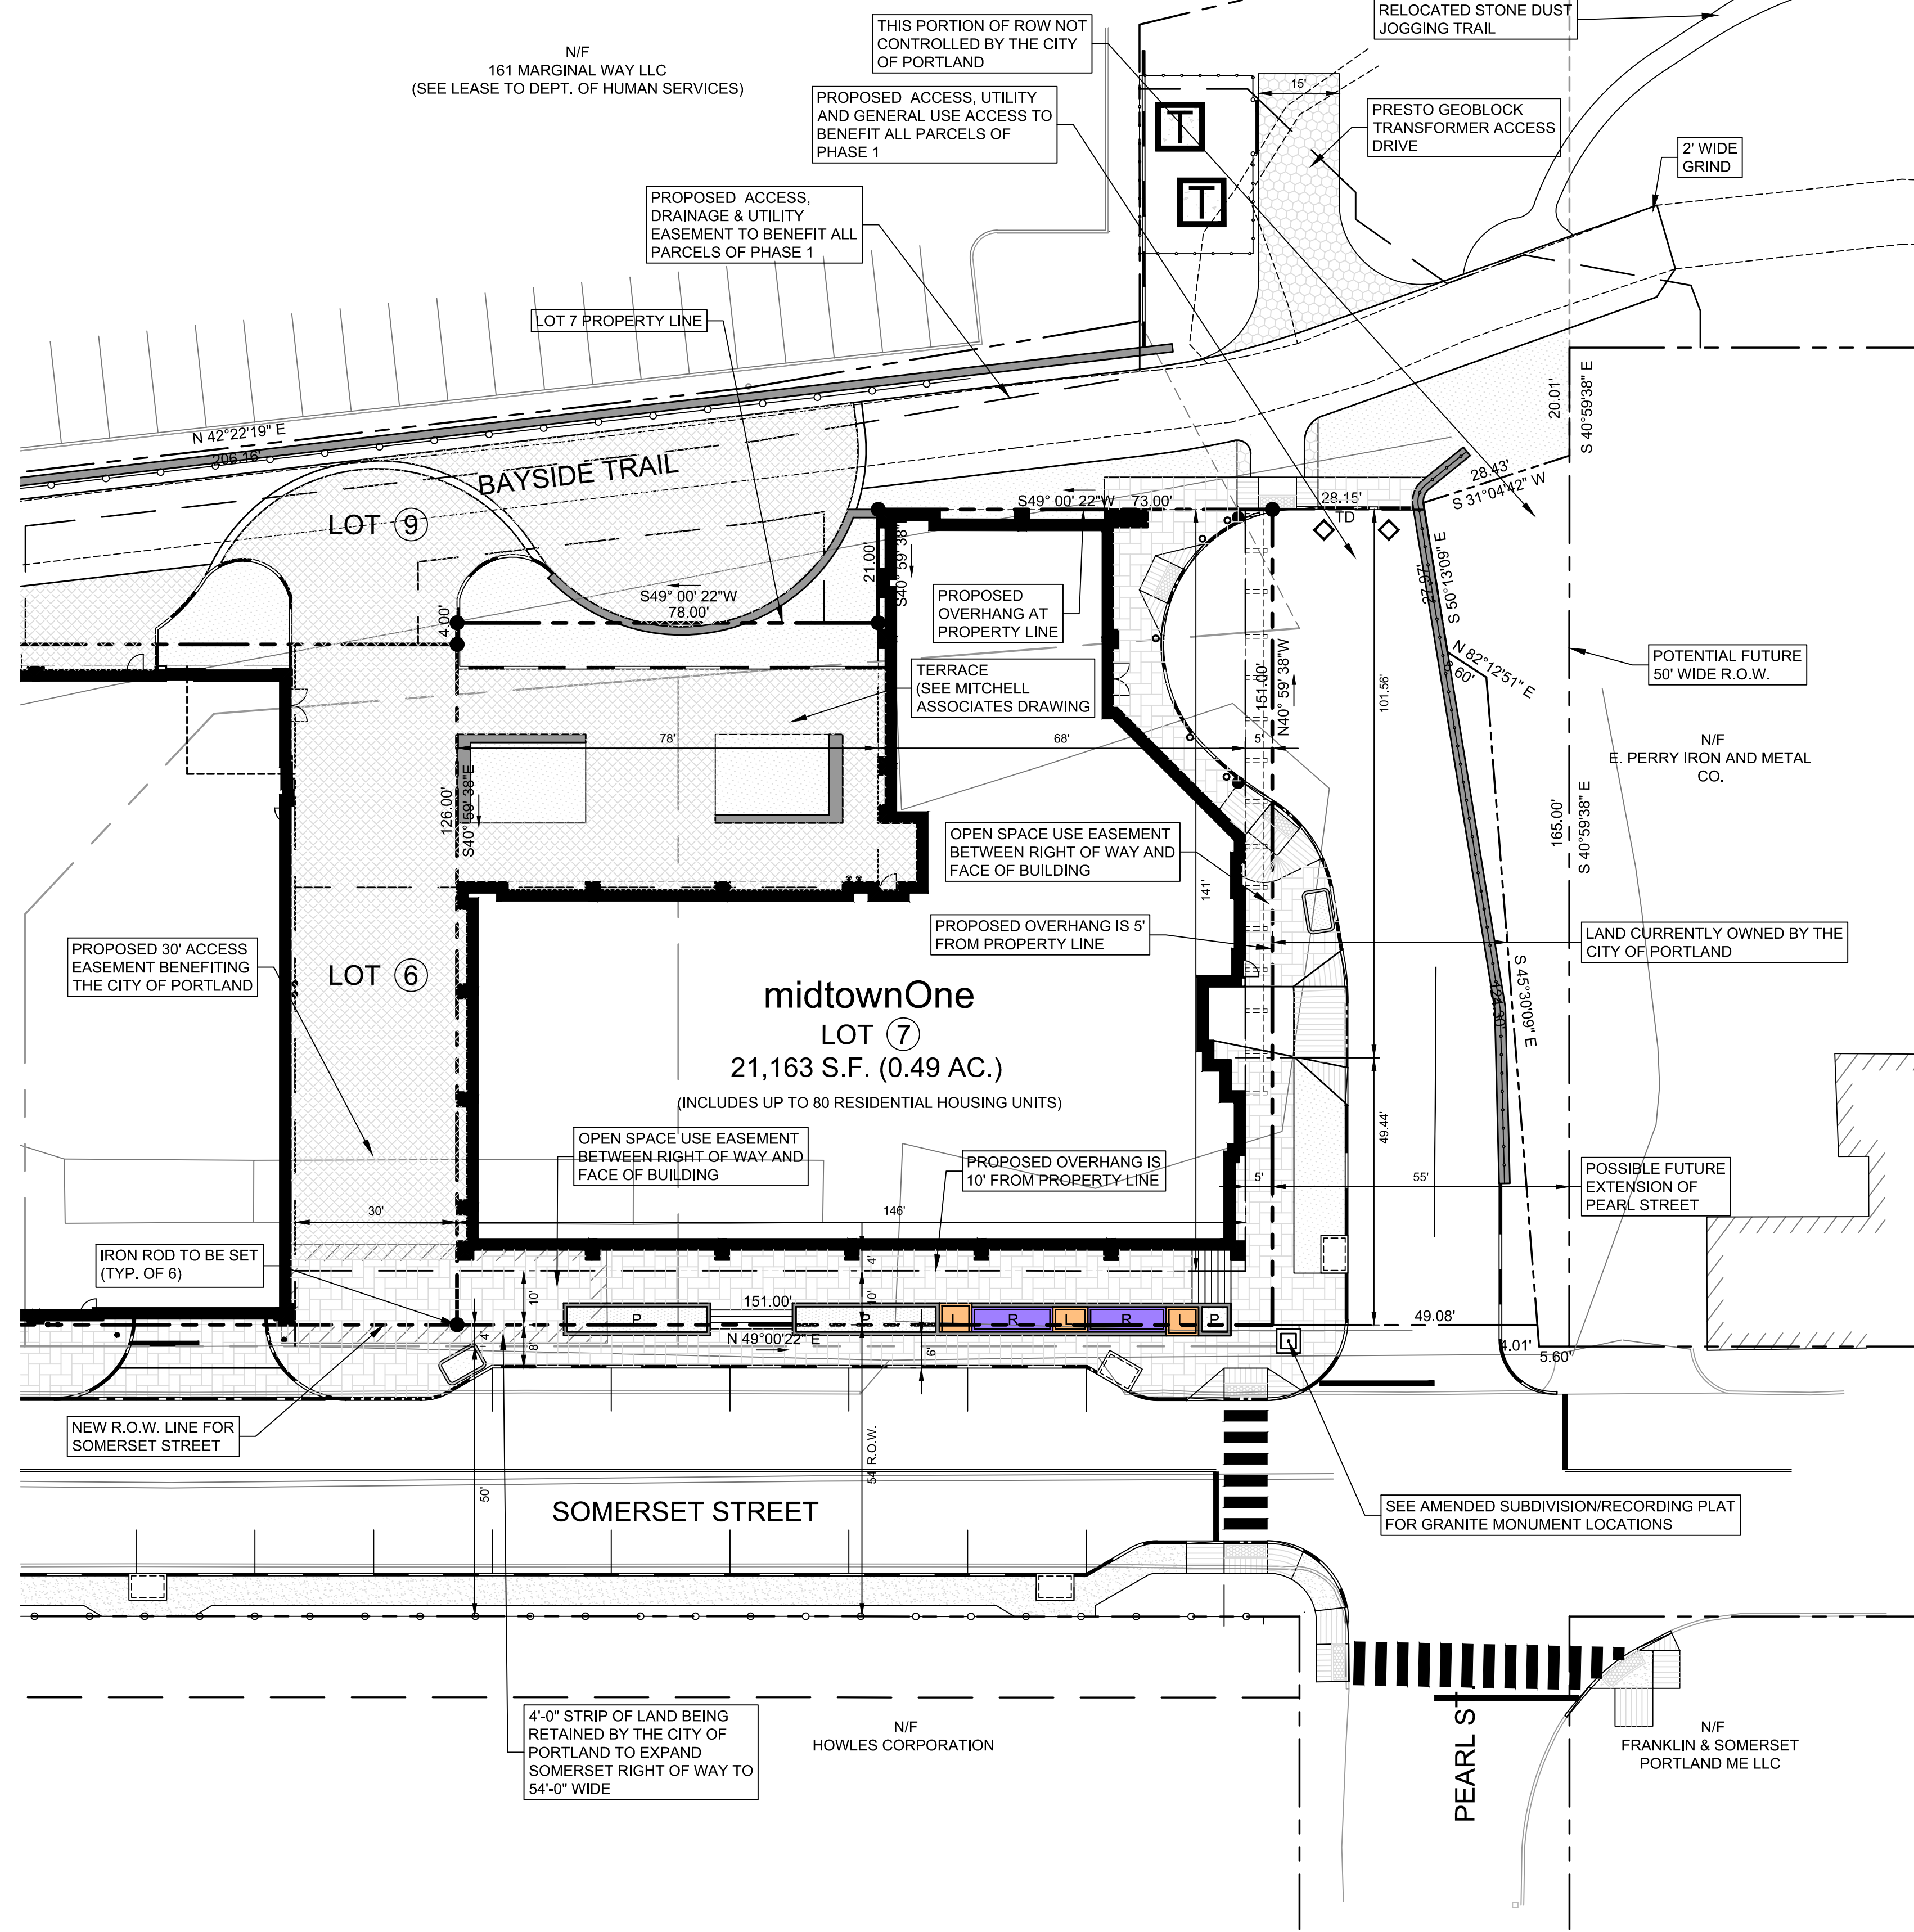 RELOCATED STONE DUST
JOGGING TRAIL
THIS PORTION OF ROW NOT
CONTROLLED BY THE CITY
OF PORTLAND
N/F
161 MARGINAL WAY LLC
(SEE LEASE TO DEPT. OF HUMAN SERVICES)
PROPOSED ACCESS, UTILITY
AND GENERAL USE ACCESS TO
BENEFIT ALL PARCELS OF
PHASE 1
15'
T
T
PRESTO GEOBLOCK
TRANSFORMER ACCESS
DRIVE
2' WIDE
GRIND
PROPOSED ACCESS,
DRAINAGE & UTILITY
EASEMENT TO BENEFIT ALL
PARCELS OF PHASE 1
LOT 7 PROPERTY LINE
N 42°22'19" E
206.16'
BAYSIDE TRAIL
LOT 9
20.01'
S 40°59'38" E
28.43'
S 31°04'42" W
S49° 00' 22"W 73.00'
28.15'
TD
21.00'
S40° 59' 38"E
S49° 00' 22"W
78.00'
4.00'
PROPOSED
OVERHANG AT
PROPERTY LINE
27.97'
S 50°13'09" E
N 82°12'51" E
8.60'
151.00'
N40° 59' 38"W
101.56'
POTENTIAL FUTURE
50' WIDE R.O.W.
TERRACE
(SEE MITCHELL
ASSOCIATES DRAWING
78'
68'
5'
N/F
E. PERRY IRON AND METAL
CO.
126.00'
S40° 59' 38"E
OPEN SPACE USE EASEMENT
BETWEEN RIGHT OF WAY AND
FACE OF BUILDING
141'
165.00'
S 40°59'38" E
PROPOSED OVERHANG IS 5'
FROM PROPERTY LINE
LAND CURRENTLY OWNED BY THE
CITY OF PORTLAND
PROPOSED 30' ACCESS
EASEMENT BENEFITING
THE CITY OF PORTLAND
LOT 6
midtownOne
LOT 7
21,163 S.F. (0.49 AC.)
(INCLUDES UP TO 80 RESIDENTIAL HOUSING UNITS)
124.30'
S 45°30'09" E
49.44'
OPEN SPACE USE EASEMENT
BETWEEN RIGHT OF WAY AND
FACE OF BUILDING
PROPOSED OVERHANG IS
10' FROM PROPERTY LINE
POSSIBLE FUTURE
EXTENSION OF
PEARL STREET
5'
55'
30'
146'
IRON ROD TO BE SET
(TYP. OF 6)
4'
10'
10'
P
151.00'
L
R
L
R
L
P
N 49°00'22" E
4'
8'
6'
49.08'
4.01'
5.60'
NEW R.O.W. LINE FOR
SOMERSET STREET
54' R.O.W.
50'
SOMERSET STREET
SEE AMENDED SUBDIVISION/RECORDING PLAT
FOR GRANITE MONUMENT LOCATIONS
4'-0" STRIP OF LAND BEING
RETAINED BY THE CITY OF
PORTLAND TO EXPAND
SOMERSET RIGHT OF WAY TO
54'-0" WIDE
N/F
HOWLES CORPORATION
PEARL ST.
N/F
FRANKLIN & SOMERSET
PORTLAND ME LLC